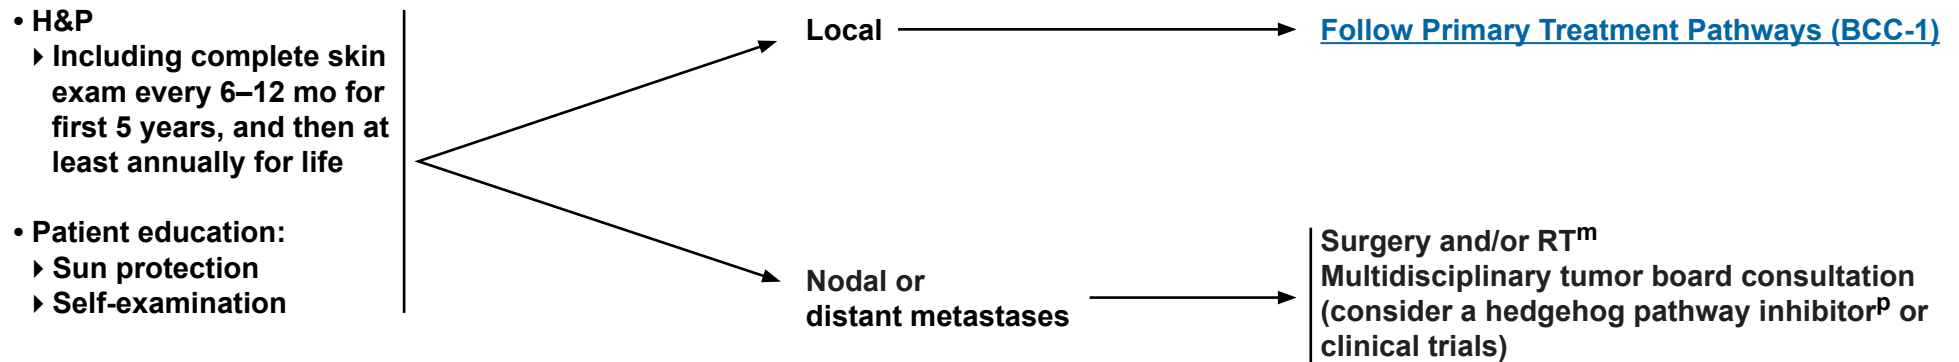 • H&P
▸ Including complete skin
exam every 6–12 mo for
first 5 years, and then at
least annually for life
• Patient education:
▸ Sun protection
▸ Self-examination
Local
Follow Primary Treatment Pathways (BCC-1)
Nodal or
distant metastases
Surgery and/or RTᵐ
Multidisciplinary tumor board consultation
(consider a hedgehog pathway inhibitorᵖ or
clinical trials)